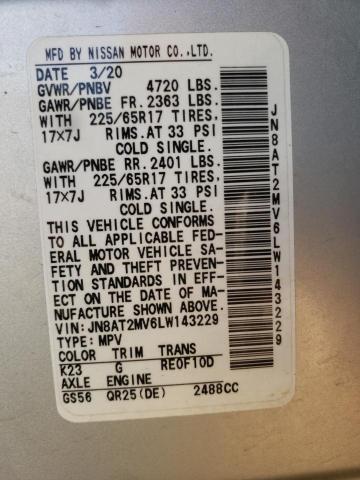 MFD BY NISSAN MOTOR CO.,LTD.
DATE 3/20
GVWR/PNBV 4720 LBS.
GAWR/PNBE FR. 2363 LBS.
WITH 225/65R17 TIRES,
17x7J RIMS.AT 33 PSI
COLD SINGLE.
GAWR/PNBE RR. 2401 LBS.
WITH 225/65R17 TIRES,
17x7J RIMS.AT 33 PSI
COLD SINGLE.
THIS VEHICLE CONFORMS
TO ALL APPLICABLE FED-
ERAL MOTOR VEHICLE SA-
FETY AND THEFT PREVEN-
TION STANDARDS IN EFF-
ECT ON THE DATE OF MA-
NUFACTURE SHOWN ABOVE.
VIN:JN8AT2MV6LW143229
TYPE:MPV
COLOR TRIM TRANS
K23 G RE0F10D
AXLE ENGINE
GS56 QR25(DE) 2488CC
JN8AT2MV6LW143229